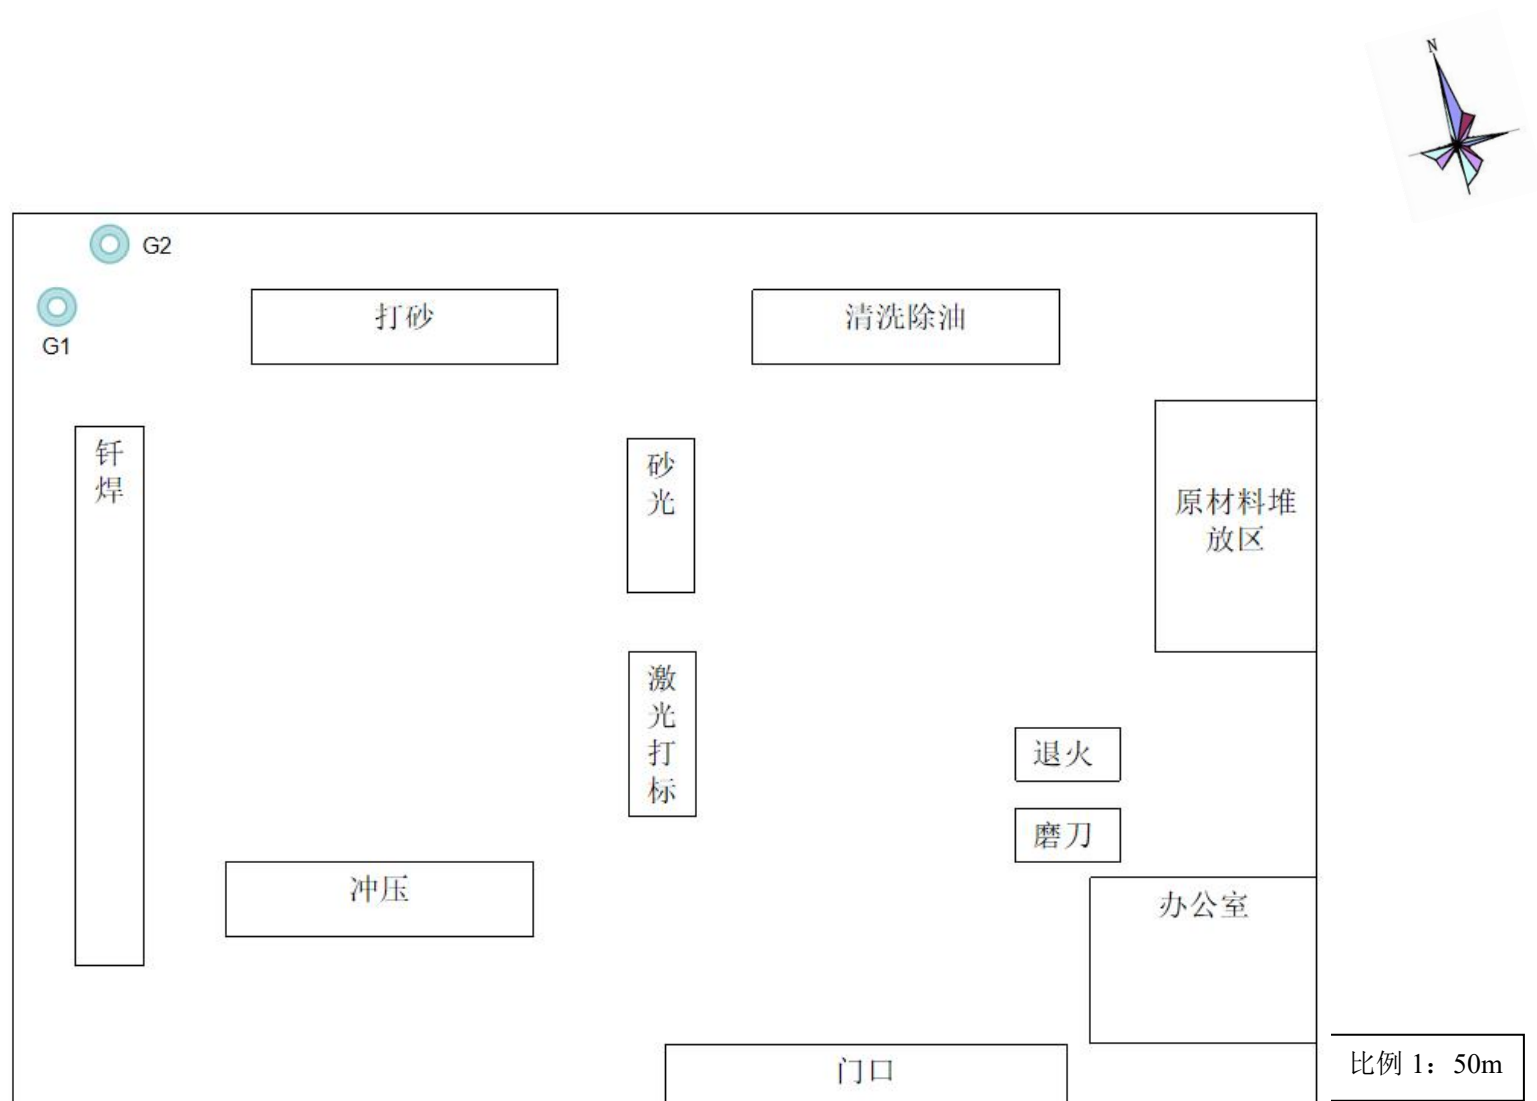 N
G2
G1
打砂
清洗除油
钎
焊
砂
光
原材料堆
放区
激
光
打
标
退火
磨刀
冲压
办公室
门口
比例 1：50m